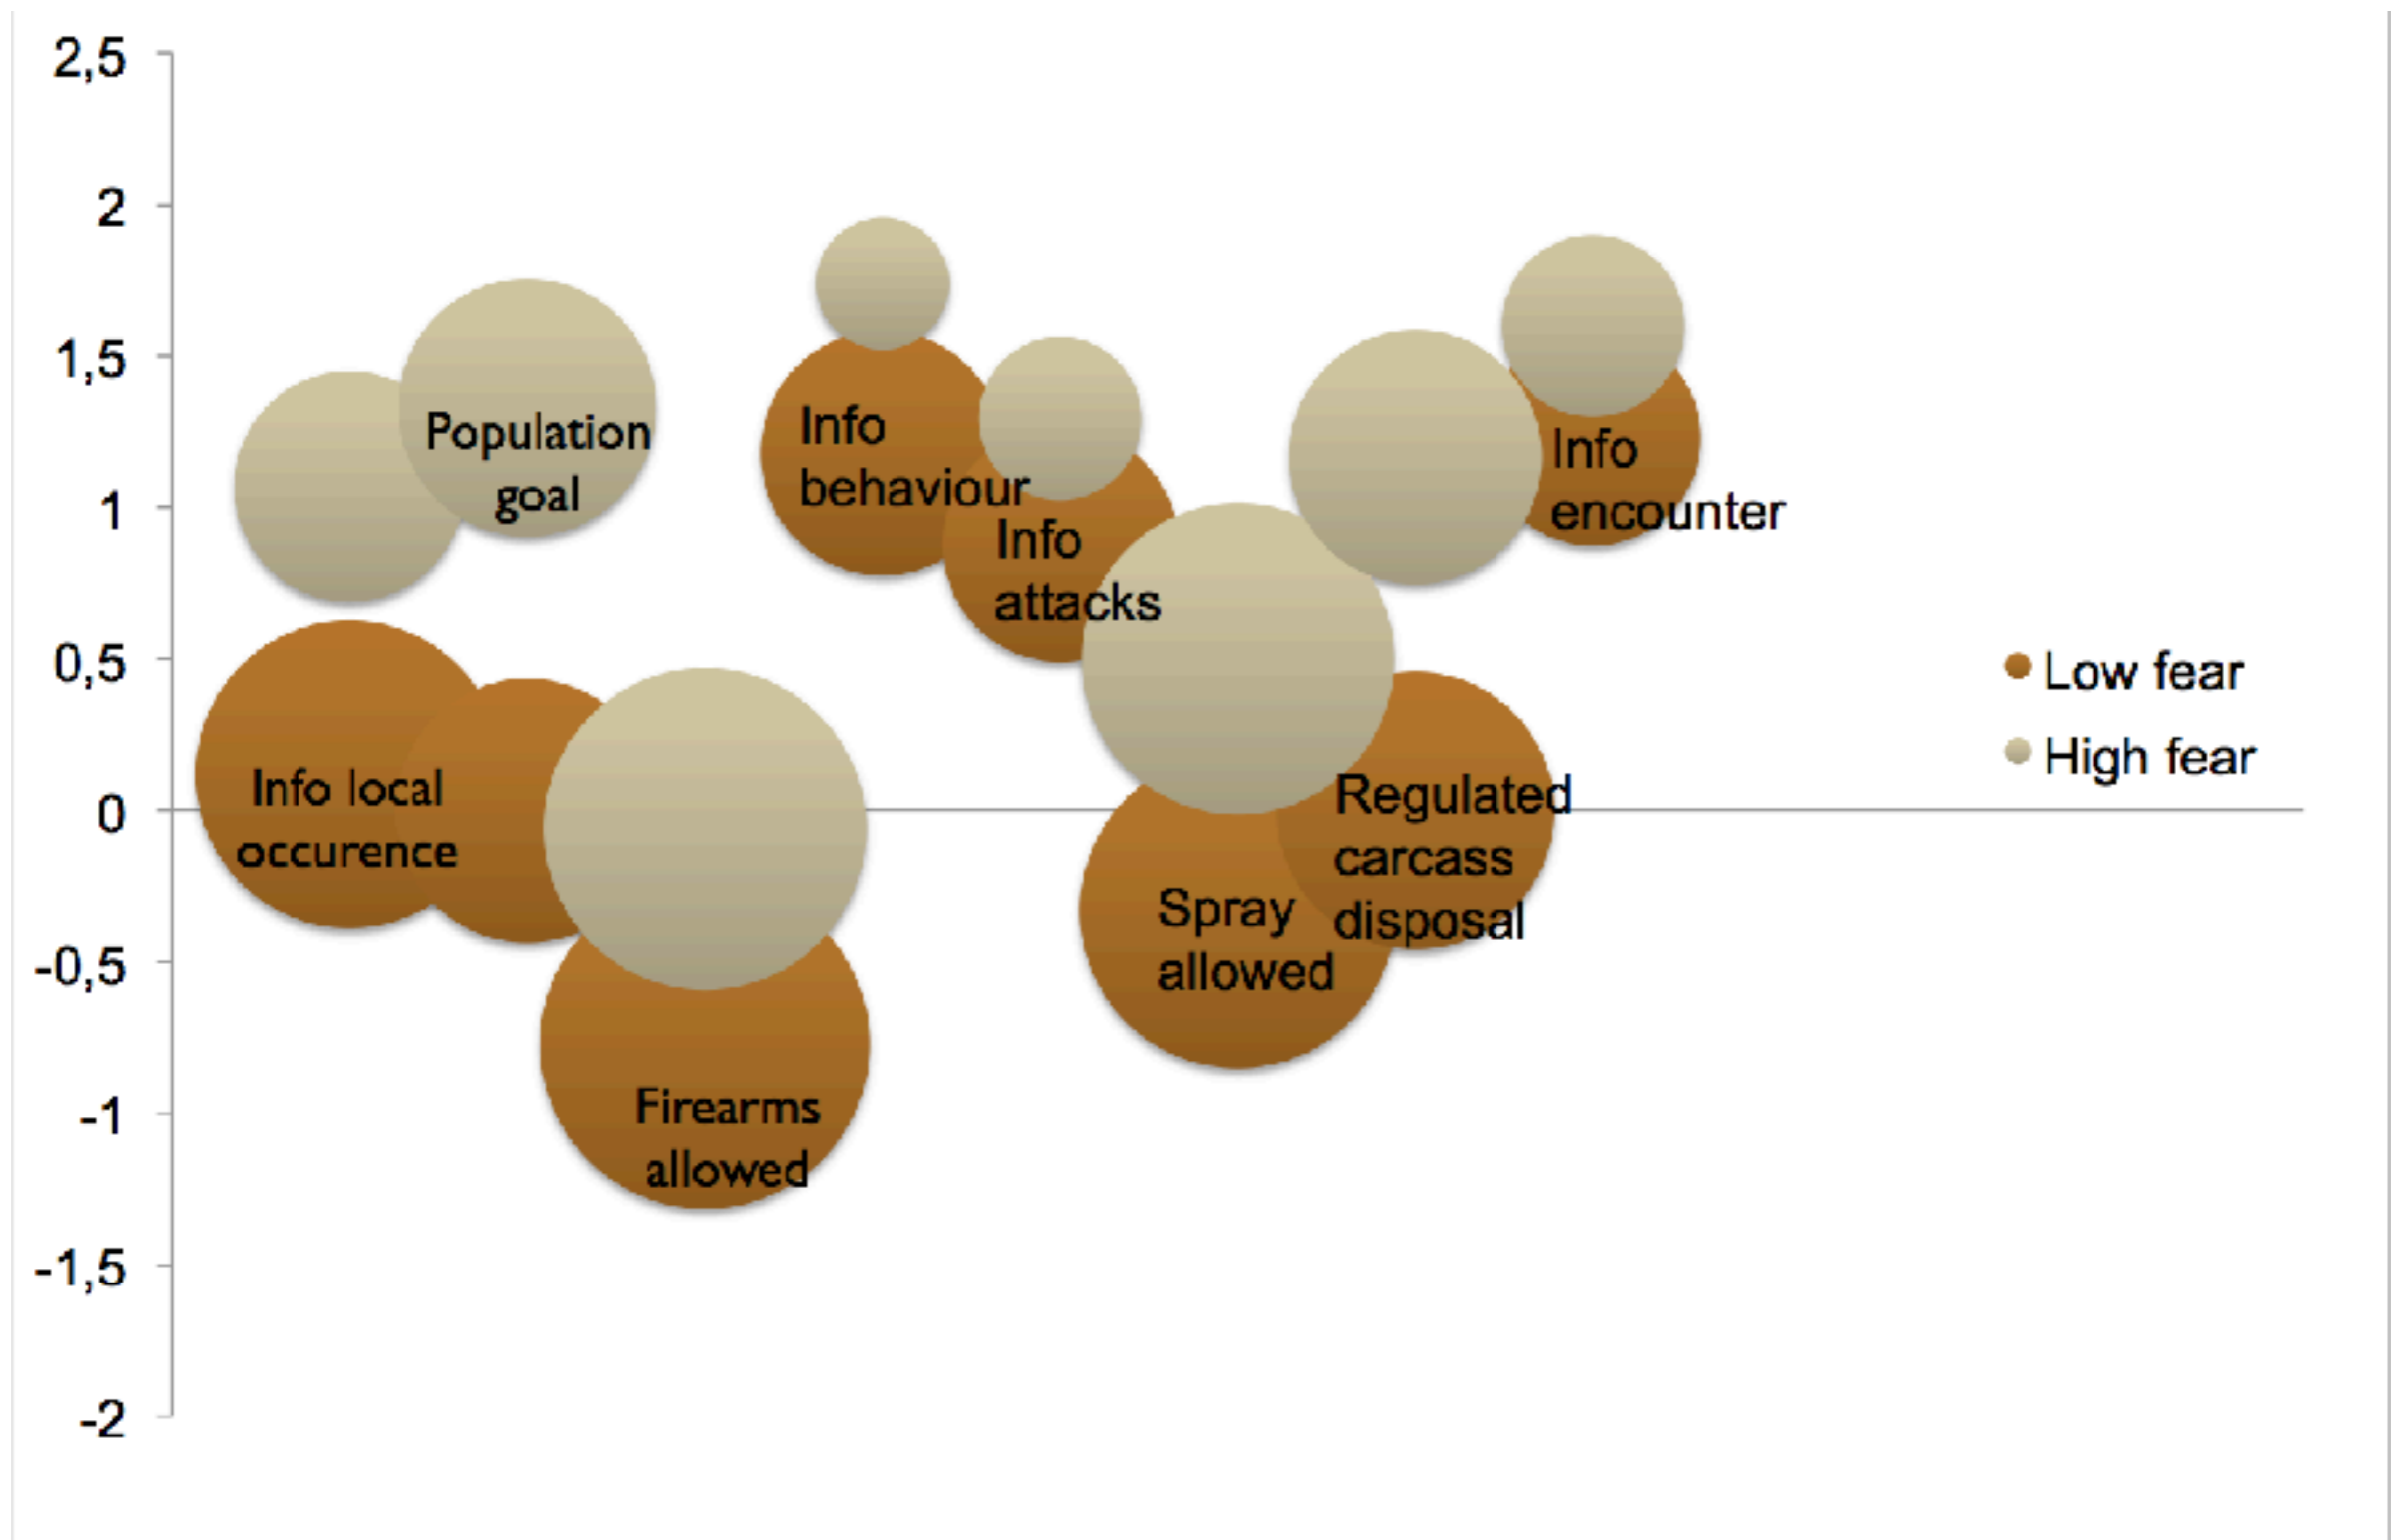 2,5
2
1,5
1
0,5
0
-0,5
-1
-1,5
-2
Population
goal
Info
behaviour
Info
attacks
Info
encounter
Info local
occurence
Firearms
allowed
Spray
allowed
Regulated
carcass
disposal
Low fear
High fear